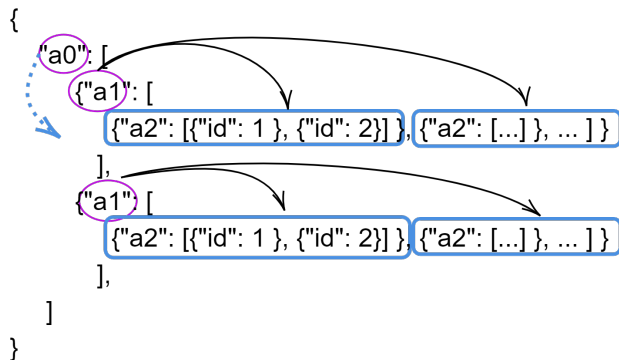 {
"a0": [
{"a1": [
{"a2": [{"id": 1 }, {"id": 2}] }, {"a2": [...] }, ... ] }
],
{"a1": [
{"a2": [{"id": 1 }, {"id": 2}] }, {"a2": [...] }, ... ] }
],
]
}